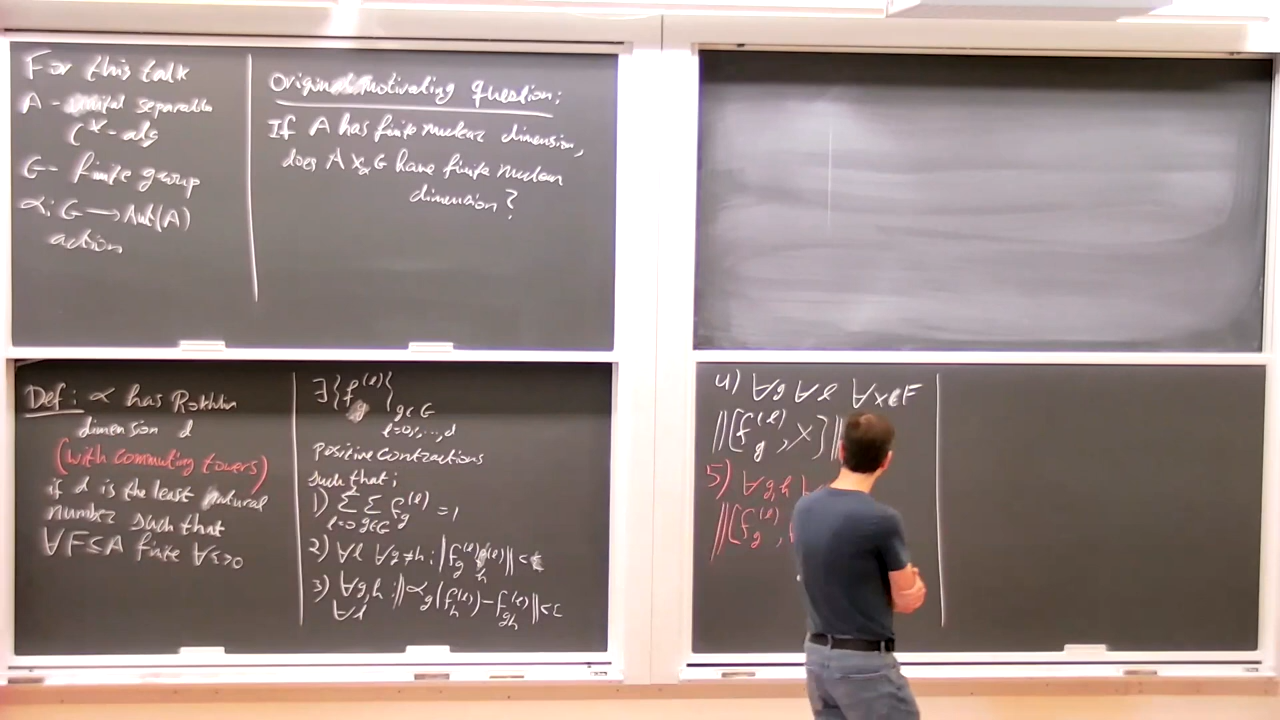 For this talk
A - unital separable
C*-alg
G - finite group
α: G → Aut(A)
action
Original motivating question:
If A has finite nuclear dimension,
does A ⋊_α G have finite nuclear
dimension?
Def: α has Rokhlin
dimension d
(with commuting towers)
if d is the least natural
number such that
∀F⊆A finite ∀ε>0
∃{f_g^{(l)}}_{g∈G, l=0,...,d}
positive contractions
such that:
1) Σ_{l=0} Σ_{g∈G} f_g^{(l)} = 1
2) ∀l ∀g≠h: ||f_g^{(l)} f_h^{(l)}|| < ε
3) ∀g,h: ||α_g(f_h^{(l)}) - f_{gh}^{(l)}|| < ε
∀l
4) ∀g ∀l ∀x∈F
||[f_g^{(l)}, x]||
5) ∀g,h
||[f_g^{(l)},